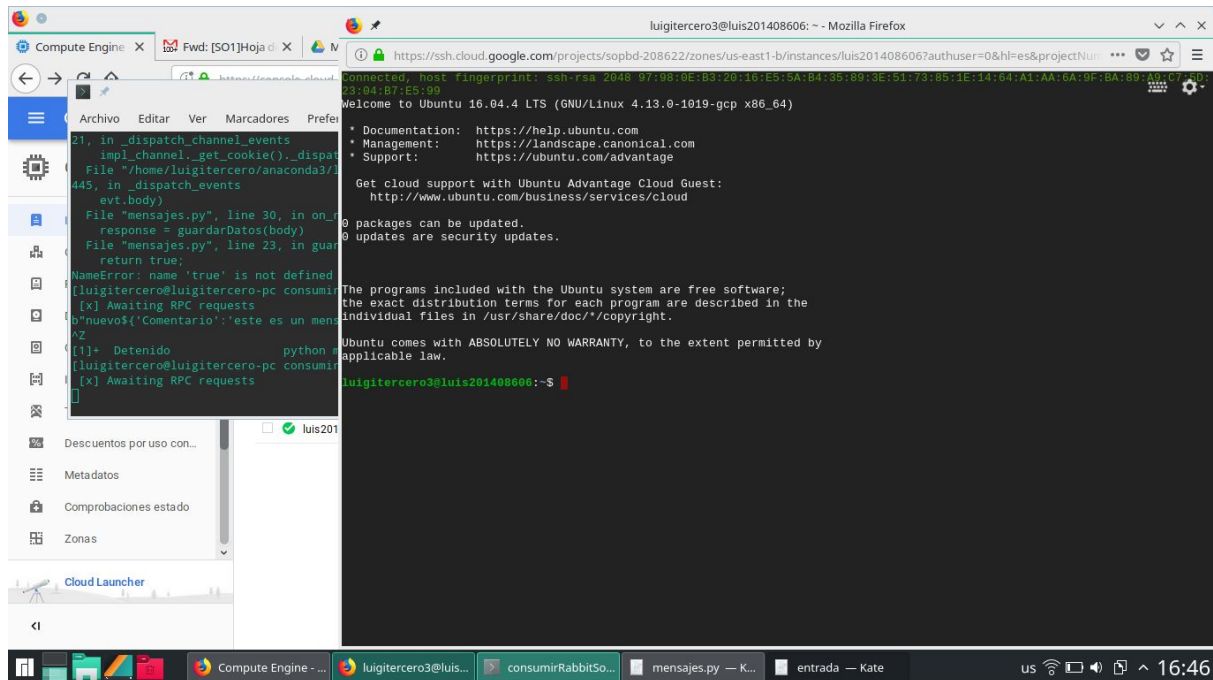 luigitercero3@luis201408606: ~ - Mozilla Firefox
Compute Engine
Fwd: [SO1]Hoja d
https://ssh.cloud.google.com/projects/sopbd-208622/zones/us-east1-b/instances/luis201408606?authuser=0&hl=es&projectNum
Archivo Editar Ver Marcadores Prefer
21, in _dispatch_channel_events
impl_channel._get_cookie()._dispat
File "/home/luigitercero/anaconda3/l
445, in _dispatch_events
evt.body)
File "mensajes.py", line 30, in on_r
response = guardarDatos(body)
File "mensajes.py", line 23, in guar
return true;
NameError: name 'true' is not defined
[luigitercero@luigitercero-pc consumir
[x] Awaiting RPC requests
b"nuevo${'Comentario':'este es un mens
^Z
[1]+ Detenido python m
[luigitercero@luigitercero-pc consumir
[x] Awaiting RPC requests
Connected, host fingerprint: ssh-rsa 2048 97:98:0E:B3:20:16:E5:5A:B4:35:89:3E:51:73:85:1E:14:64:A1:AA:6A:9F:BA:89:A9:C7:5D:
23:04:B7:E5:99
Welcome to Ubuntu 16.04.4 LTS (GNU/Linux 4.13.0-1019-gcp x86_64)
* Documentation: https://help.ubuntu.com
* Management: https://landscape.canonical.com
* Support: https://ubuntu.com/advantage
Get cloud support with Ubuntu Advantage Cloud Guest:
http://www.ubuntu.com/business/services/cloud
0 packages can be updated.
0 updates are security updates.
The programs included with the Ubuntu system are free software;
the exact distribution terms for each program are described in the
individual files in /usr/share/doc/*/copyright.
Ubuntu comes with ABSOLUTELY NO WARRANTY, to the extent permitted by
applicable law.
luigitercero3@luis201408606:~$
luis201
Descuentos por uso con...
Metadatos
Comprobaciones estado
Zonas
Cloud Launcher
Compute Engine - ...
luigitercero3@luis...
consumirRabbitSo...
mensajes.py — K...
entrada — Kate
us
16:46